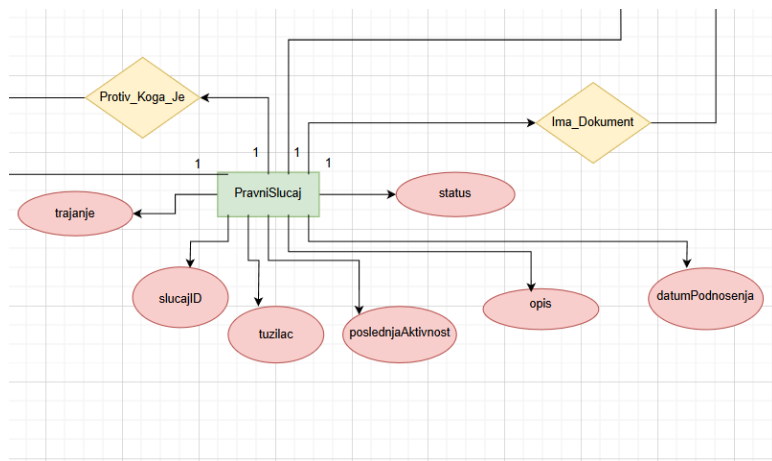 Protiv_Koga_Je
Ima_Dokument
1
1
1
1
PravniSlucaj
status
trajanje
slucajID
tuzilac
poslednjaAktivnost
opis
datumPodnosenja